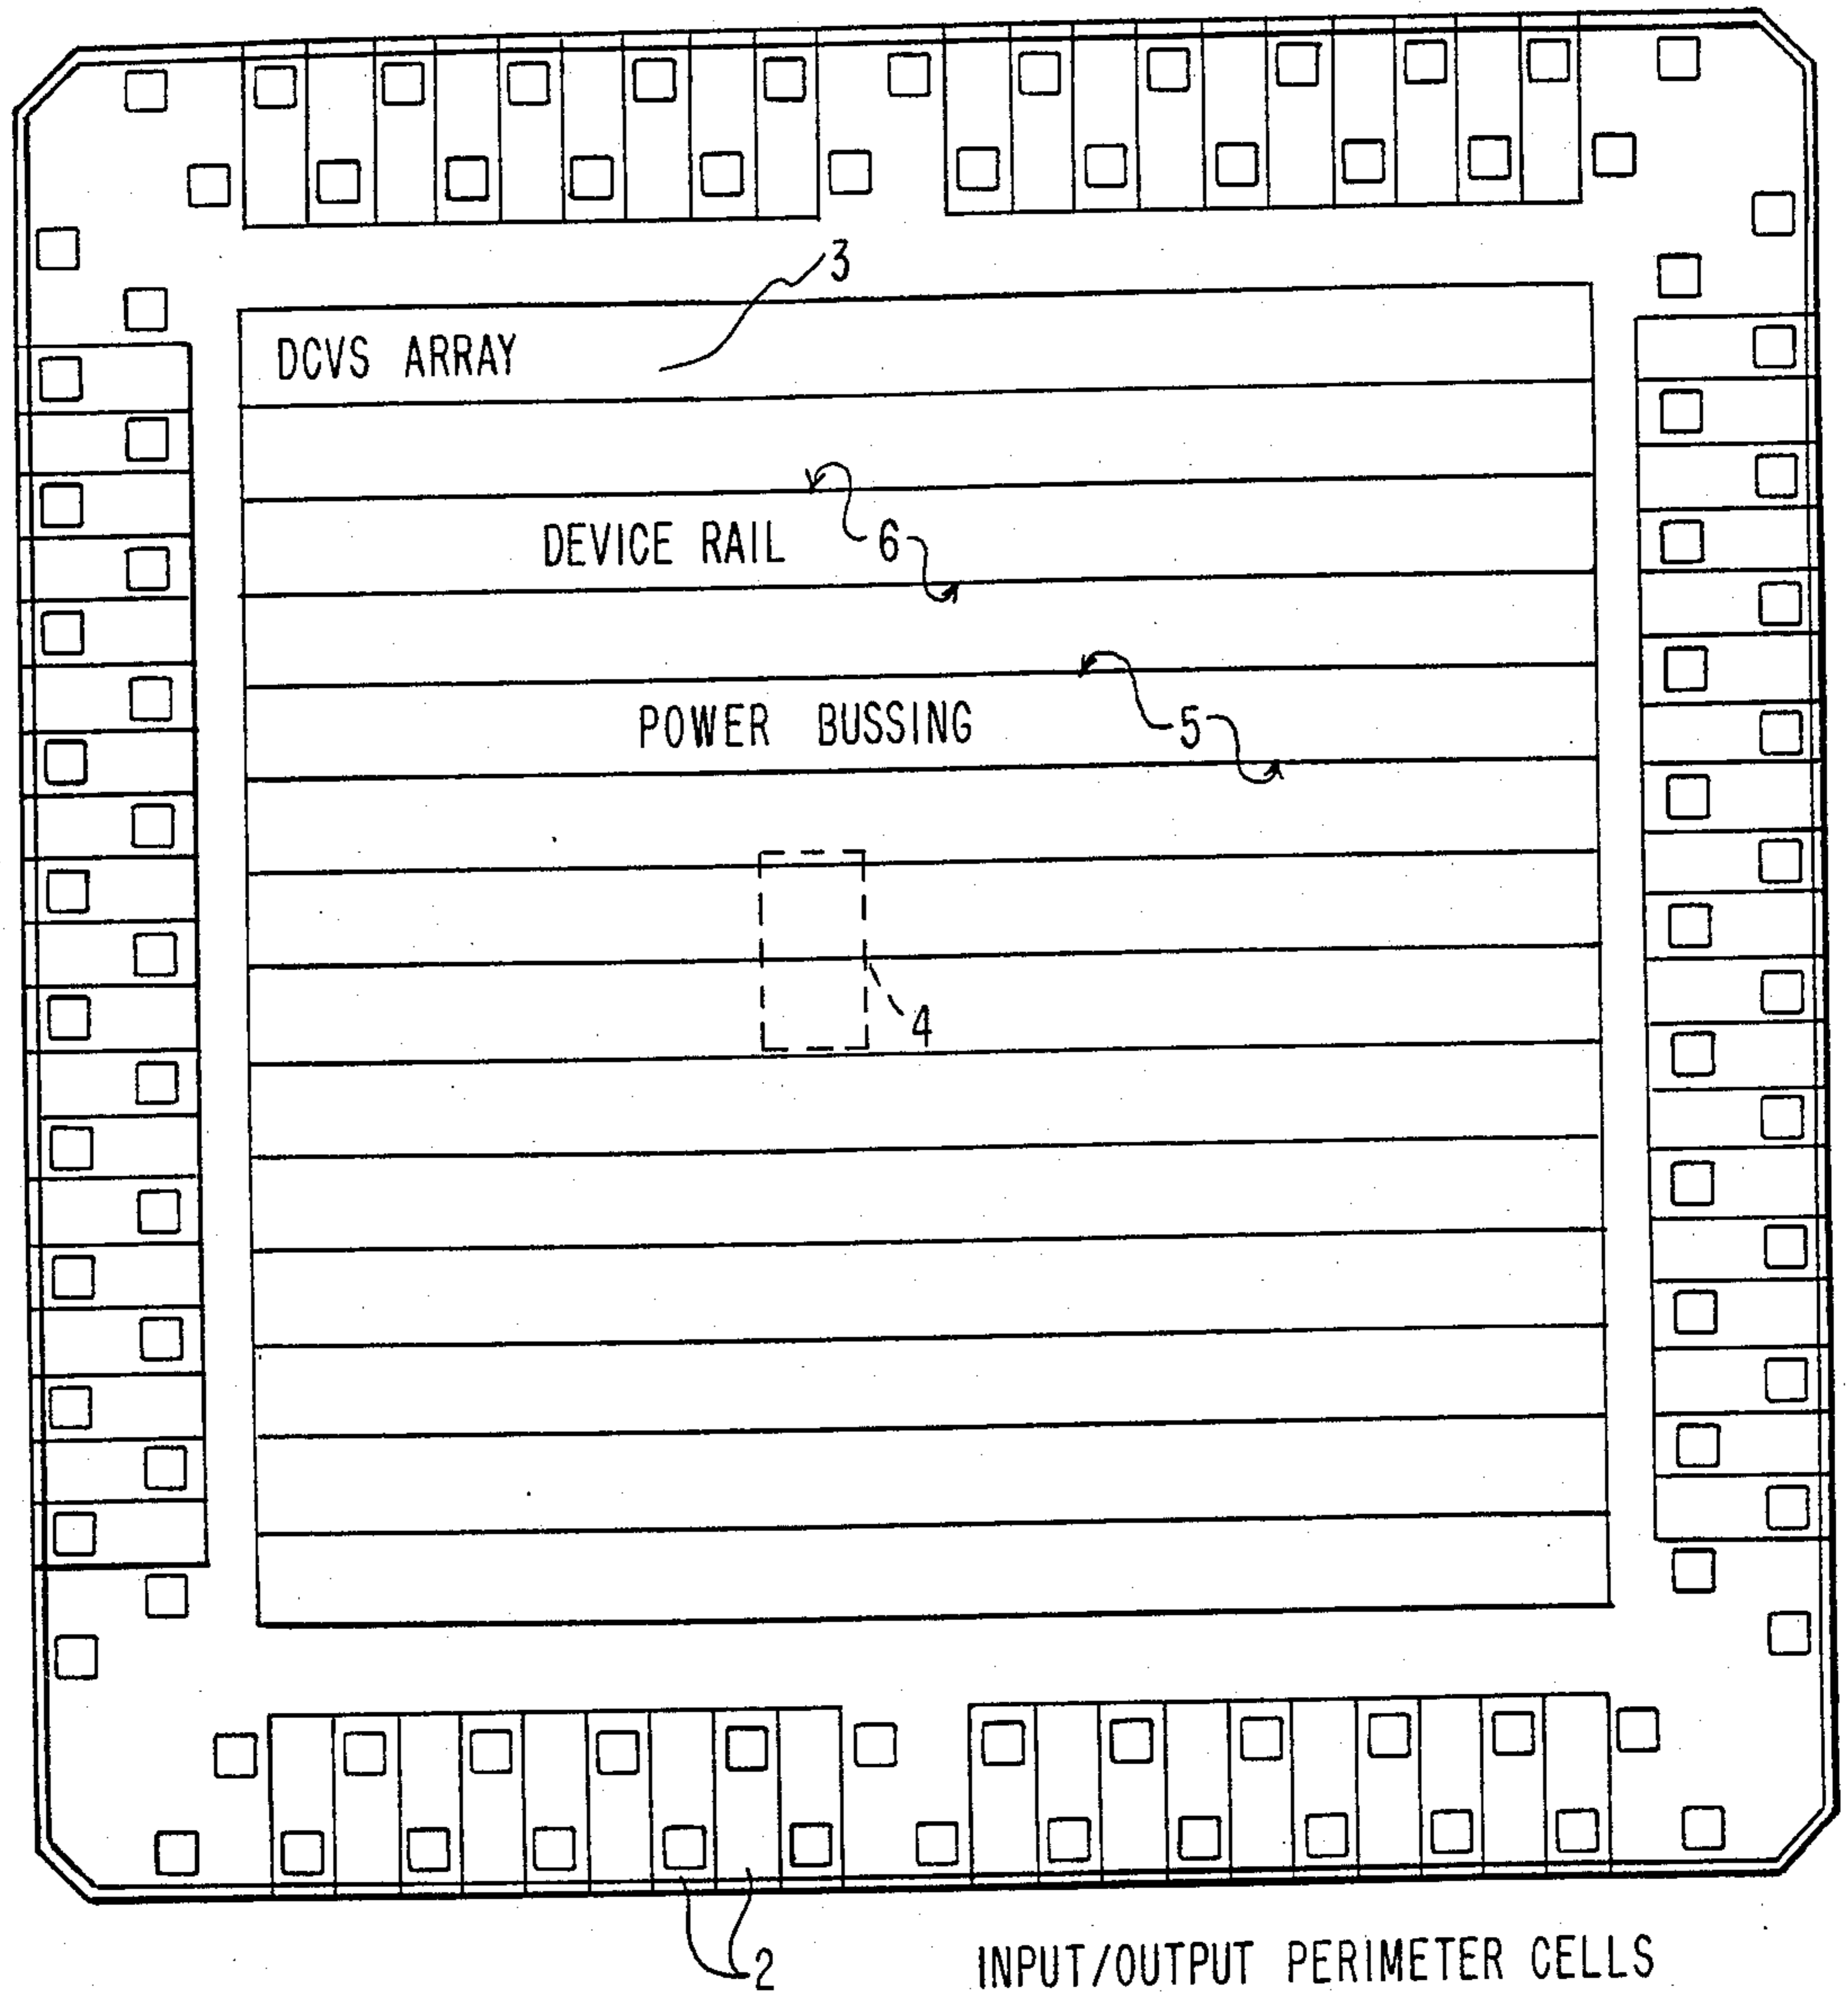 3
DCVS ARRAY
DEVICE RAIL
6
POWER BUSSING
5
4
2
INPUT/OUTPUT PERIMETER CELLS